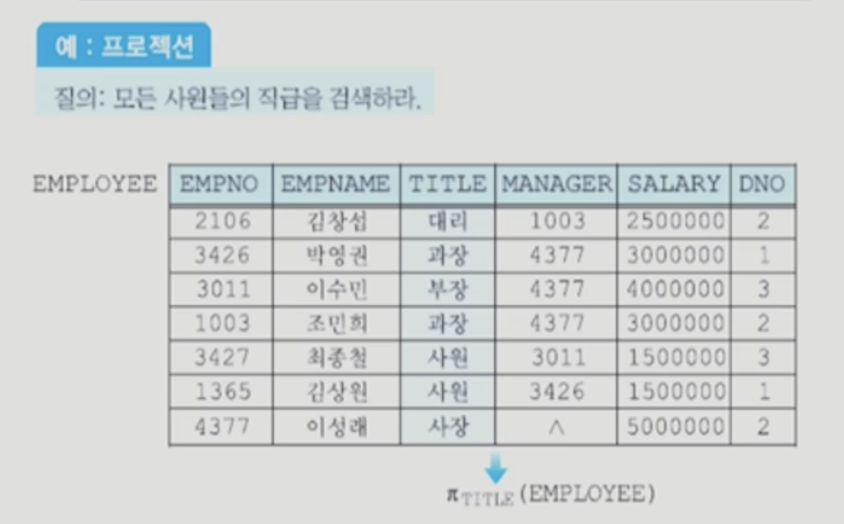 예 : 프로젝션
질의: 모든 사원들의 직급을 검색하라.
EMPLOYEE EMPNO EMPNAME TITLE MANAGER SALARY DNO
2106 김창섭 대리 1003 2500000 2
3426 박영권 과장 4377 3000000 1
3011 이수민 부장 4377 4000000 3
1003 조민희 과장 4377 3000000 2
3427 최종철 사원 3011 1500000 3
1365 김상원 사원 3426 1500000 1
4377 이성래 사장 ∧ 5000000 2
π TITLE (EMPLOYEE)